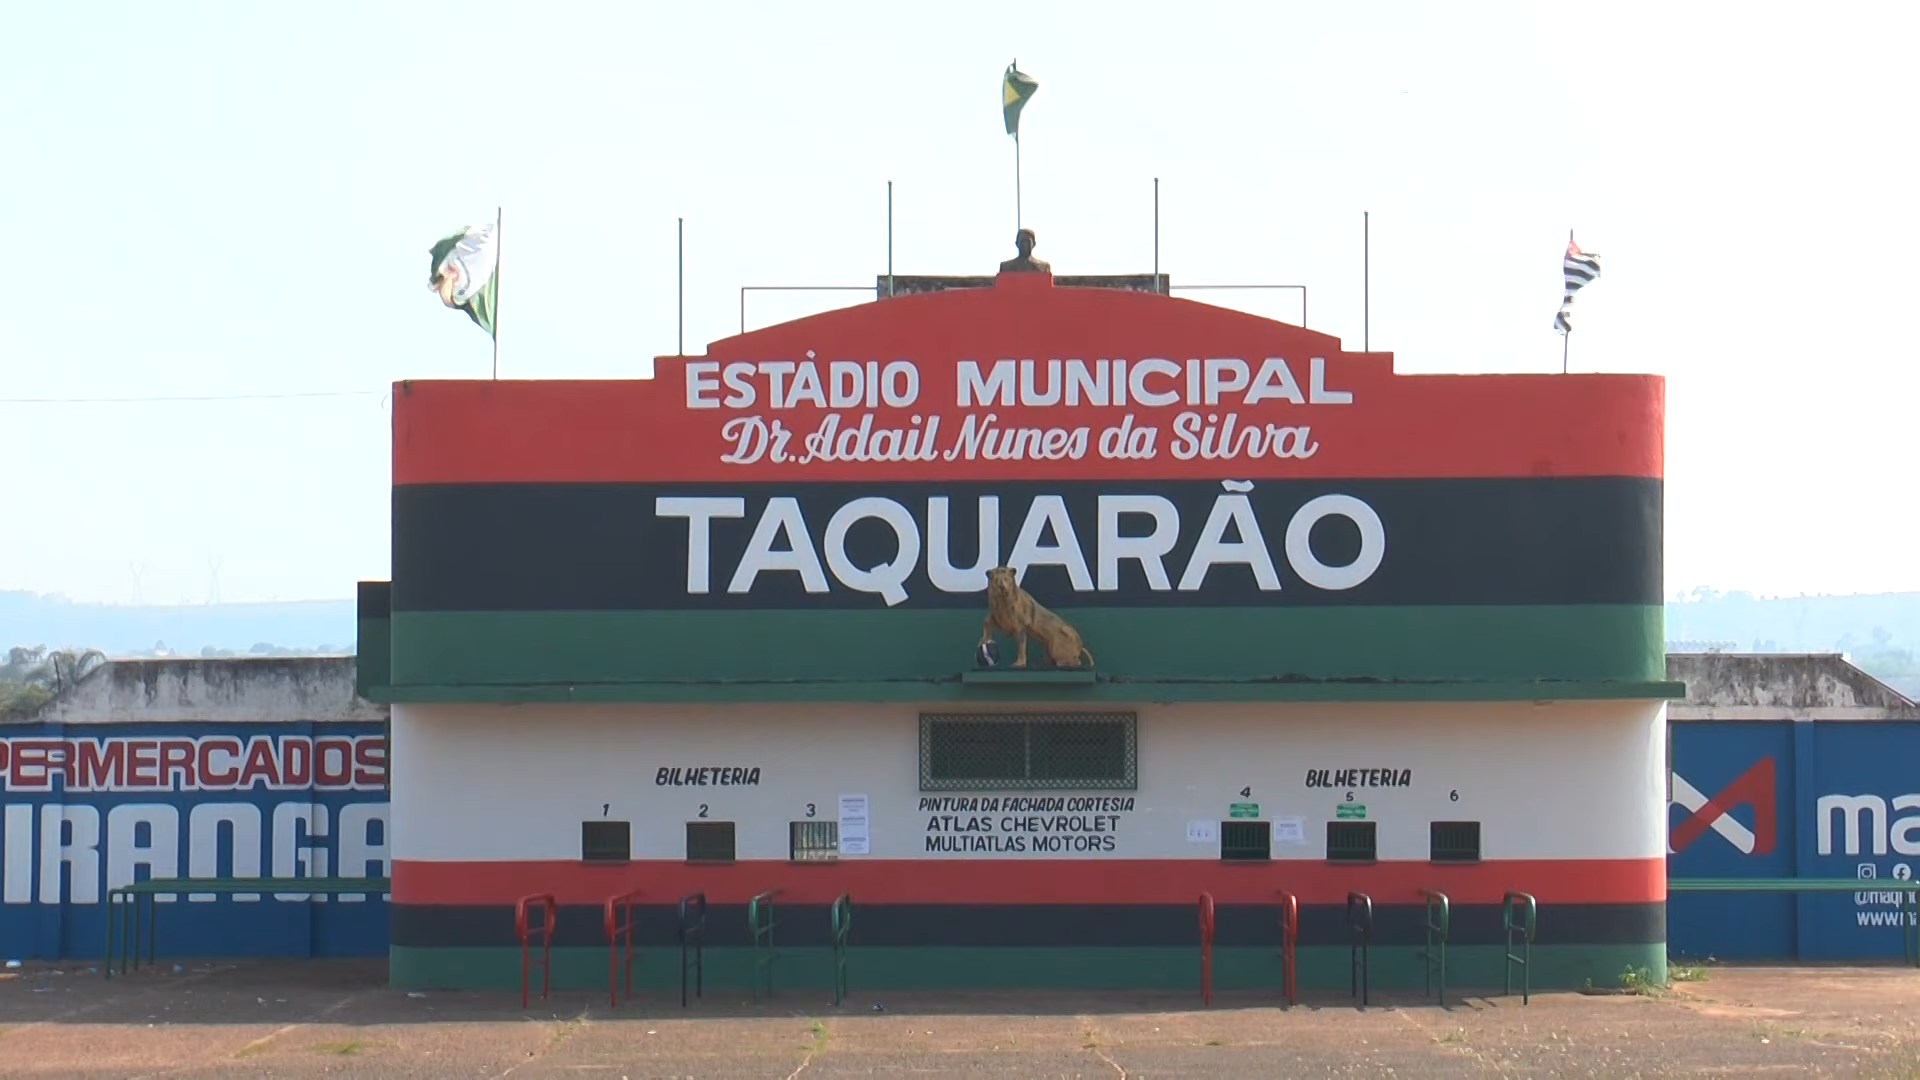 ESTÁDIO MUNICIPAL
Dr. Adail Nunes da Silva
TAQUARÃO
PERMERCADOS
IRANGA
BILHETERIA
1 2 3
PINTURA DA FACHADA CORTESIA
ATLAS CHEVROLET
MULTIATLAS MOTORS
BILHETERIA
4 5 6
ma
www.